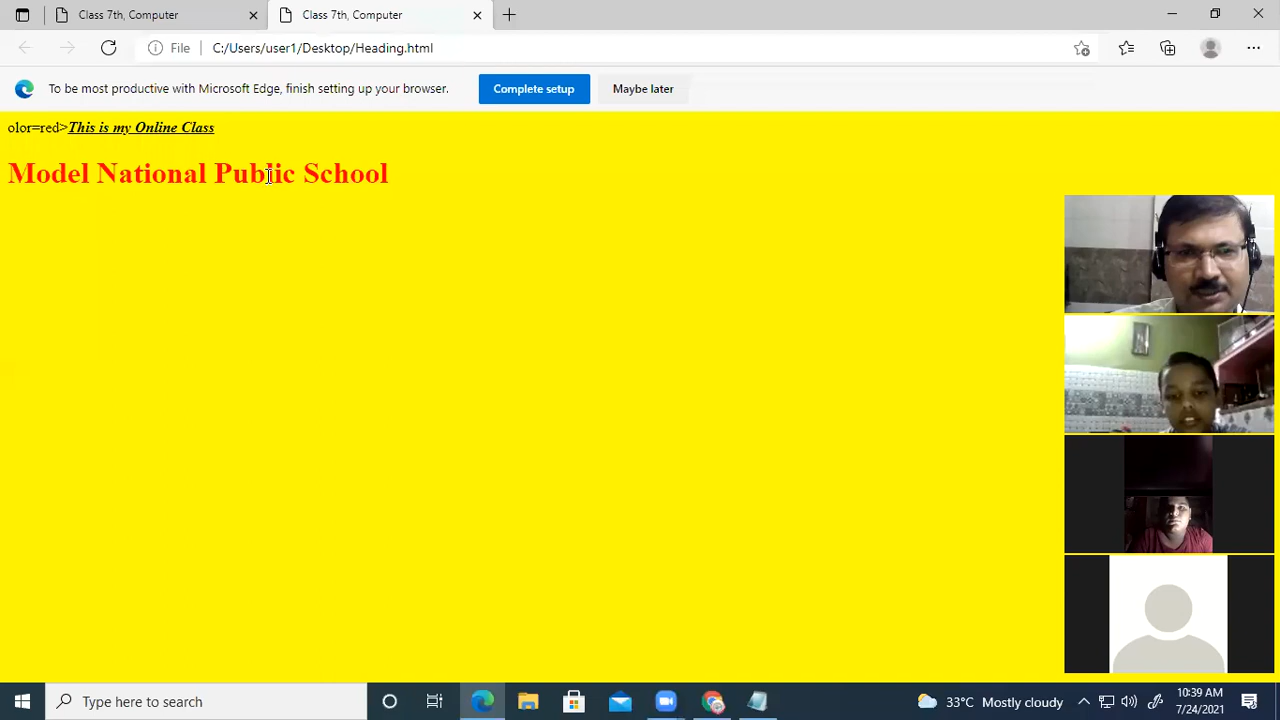 Class 7th, Computer
Class 7th, Computer
File C:/Users/user1/Desktop/Heading.html
To be most productive with Microsoft Edge, finish setting up your browser. Complete setup Maybe later
olor=red>This is my Online Class
Model National Public School
Type here to search
33°C Mostly cloudy
10:39 AM
7/24/2021